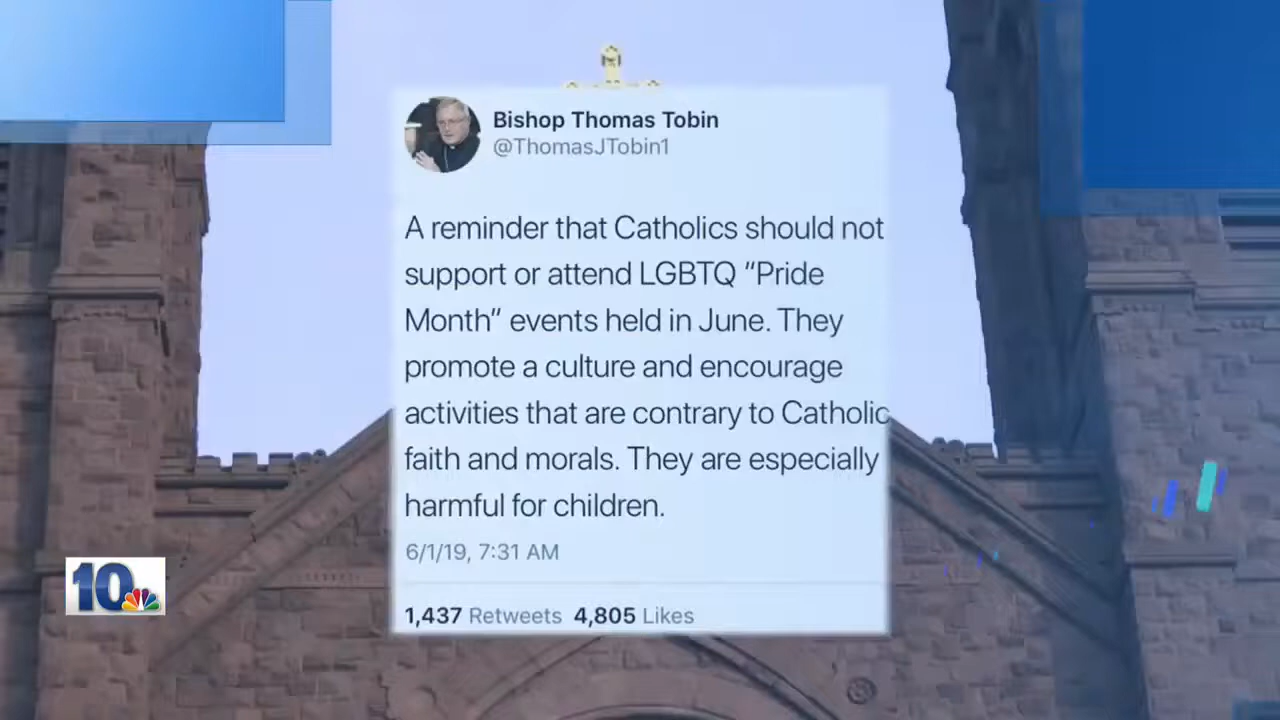 Bishop Thomas Tobin
@ThomasJTobin1
A reminder that Catholics should not
support or attend LGBTQ "Pride
Month" events held in June. They
promote a culture and encourage
activities that are contrary to Catholic
faith and morals. They are especially
harmful for children.
6/1/19, 7:31 AM
1,437 Retweets 4,805 Likes
10